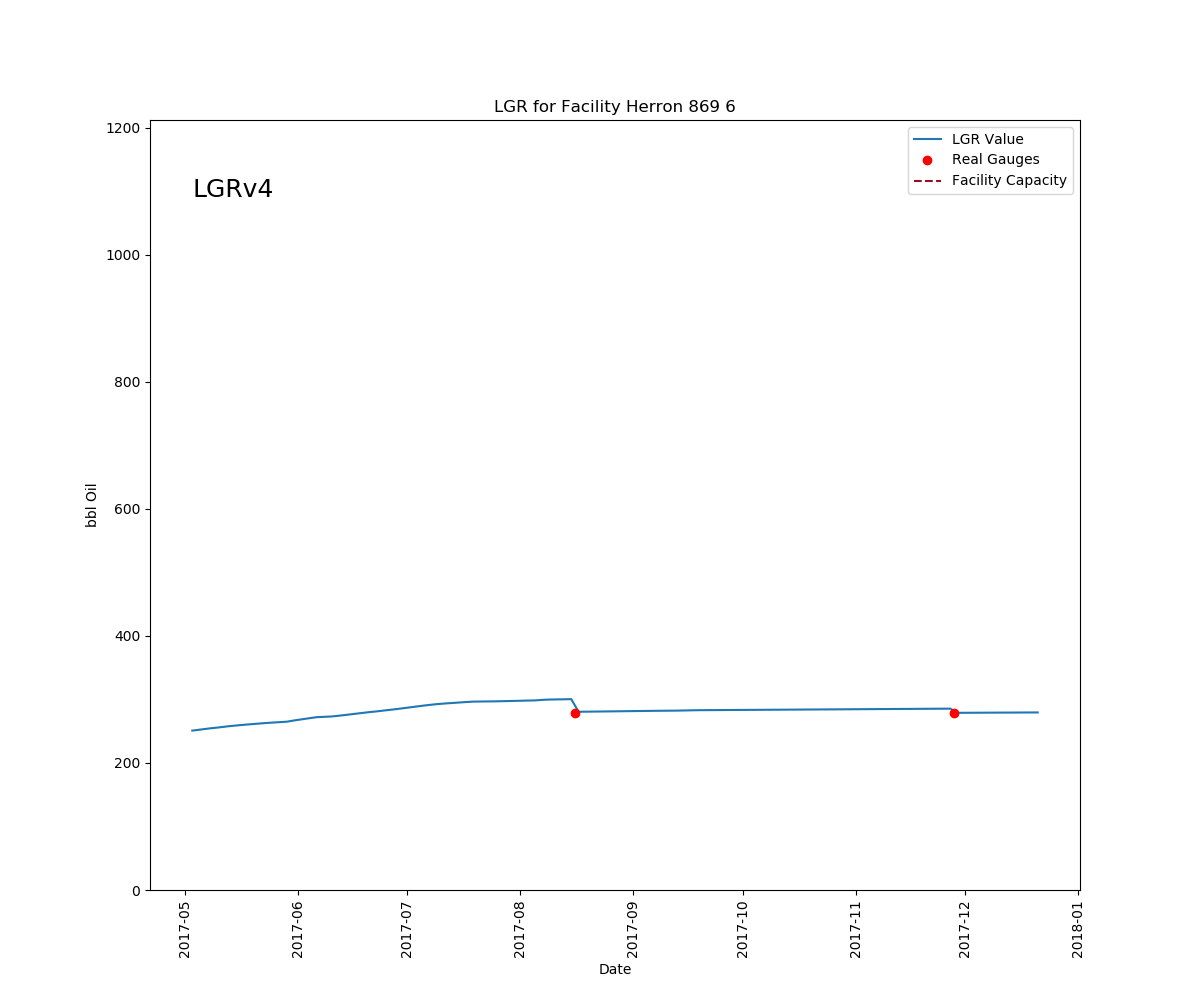 LGR for Facility Herron 869 6
LGRv4
LGR Value
Real Gauges
Facility Capacity
1200
1000
800
600
400
200
0
bbl Oil
2017-05
2017-06
2017-07
2017-08
2017-09
2017-10
2017-11
2017-12
2018-01
Date